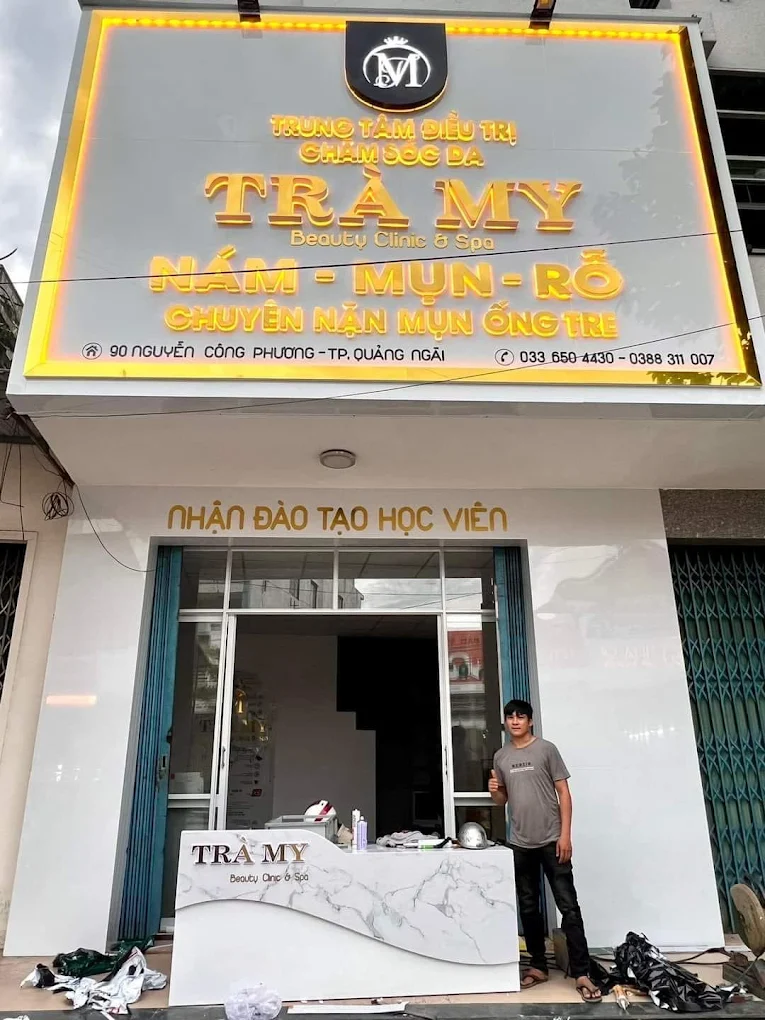 TRUNG TÂM ĐIỀU TRỊ
CHĂM SÓC DA
TRÀ MY
Beauty Clinic & Spa
NÁM - MỤN - RỖ
CHUYÊN NẶN MỤN ỐNG TRE
90 NGUYỄN CÔNG PHƯƠNG - TP. QUẢNG NGÃI
033 650 4430 - 0388 311 007
NHẬN ĐÀO TẠO HỌC VIÊN
TRÀ MY
Beauty Clinic & Spa